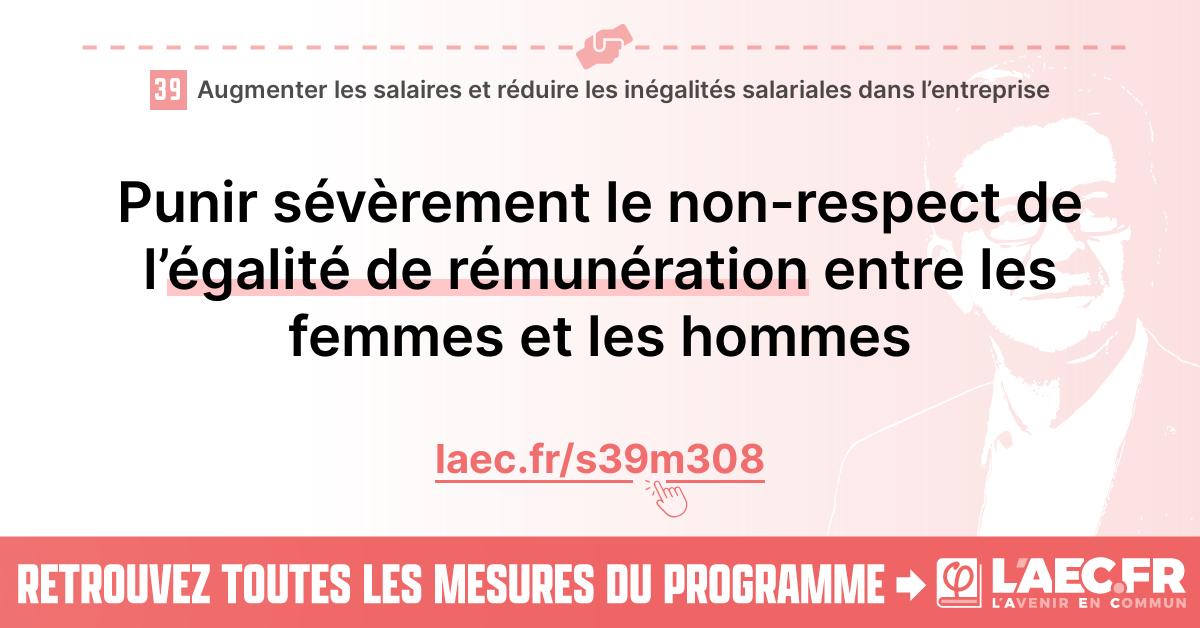 39 Augmenter les salaires et réduire les inégalités salariales dans l’entreprise
Punir sévèrement le non-respect de
l’égalité de rémunération entre les
femmes et les hommes
laec.fr/s39m308
RETROUVEZ TOUTES LES MESURES DU PROGRAMME → φ L'AEC.FR
L'AVENIR EN COMMUN